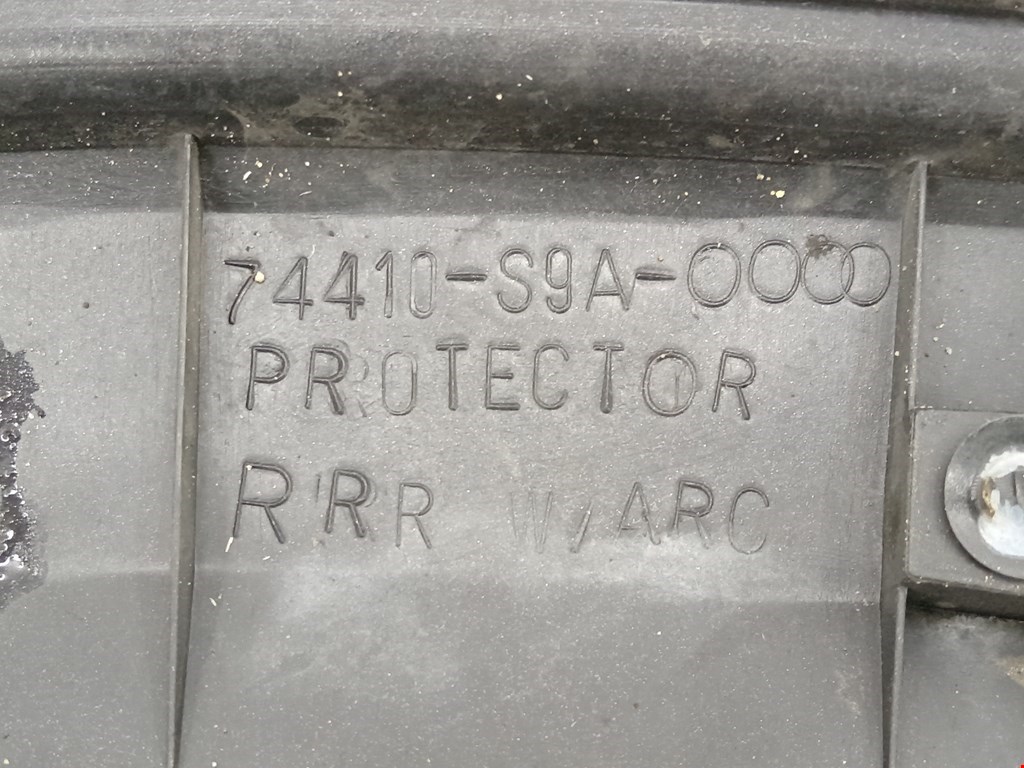 74410-S9A-0000
PROTECTOR
R RR W/ARC